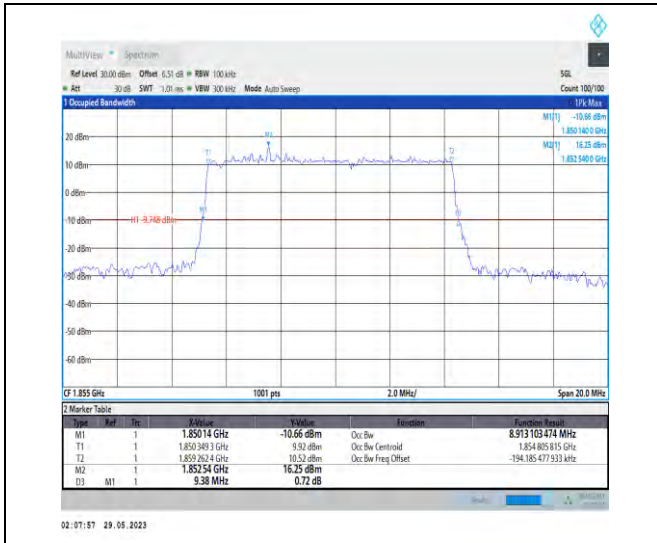 MultiView Spectrum
Ref Level 30.00 dBm Offset 6.51 dB RBW 100 kHz SGL
Att 30 dB SWT 1.01 ms VBW 300 kHz Mode Auto Sweep Count 100/100
1 Occupied Bandwidth 1Pk Max
M1[1] -10.66 dBm
1.850 140 0 GHz
M2[1] 16.25 dBm
1.852 540 0 GHz
20 dBm
M2
T1
T2
10 dBm
0 dBm
M1
-10 dBm
H1 -9.748 dBm
-20 dBm
-30 dBm
-40 dBm
-50 dBm
-60 dBm
CF 1.855 GHz 1001 pts 2.0 MHz/ Span 20.0 MHz
2 Marker Table
Type Ref Trc X-Value Y-Value Function Function Result
M1 1 1.85014 GHz -10.66 dBm Occ Bw 8.913 103 474 MHz
T1 1 1.850 349 3 GHz 9.92 dBm Occ Bw Centroid 1.854 805 815 GHz
T2 1 1.859 262 4 GHz 10.52 dBm Occ Bw Freq Offset -194.185 477 933 kHz
M2 1 1.85254 GHz 16.25 dBm
D3 M1 1 9.38 MHz 0.72 dB
02:07:57 29.05.2023